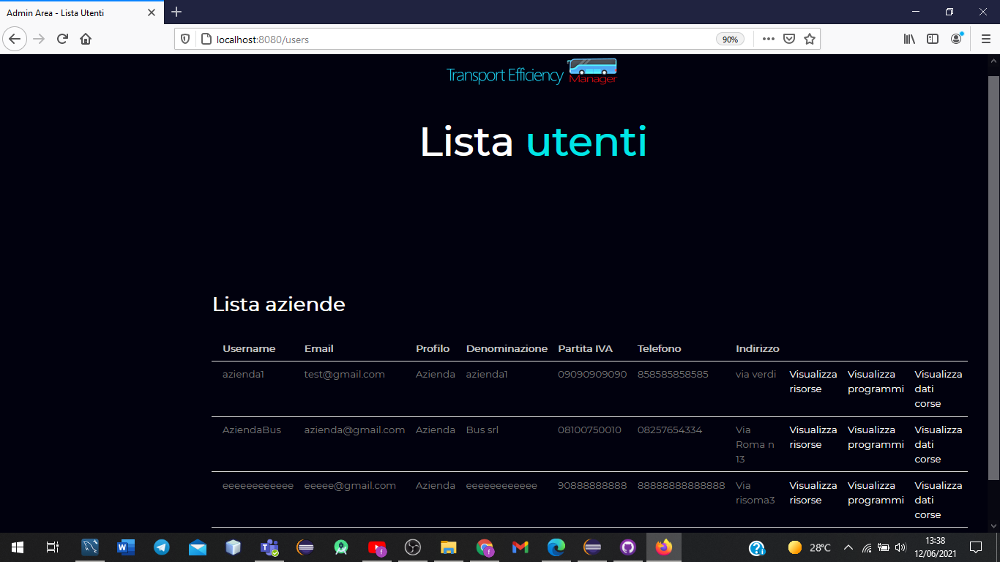 Admin Area - Lista Utenti
localhost:8080/users
90%
Transport Efficiency Manager
Lista utenti
Lista aziende
Username Email Profilo Denominazione Partita IVA Telefono Indirizzo
azienda1 test@gmail.com Azienda azienda1 09090909090 858585858585 via verdi Visualizza Visualizza Visualizza
risorse programmi dati
corse
AziendaBus azienda@gmail.com Azienda Bus srl 08100750010 08257654334 Via Visualizza Visualizza Visualizza
Roma n risorse programmi dati
13 corse
eeeeeeeeeeee eeeee@gmail.com Azienda eeeeeeeeeeee 90888888888 88888888888888 Via Visualizza Visualizza Visualizza
risoma3 risorse programmi dati
corse
28°C
13:38
12/06/2021